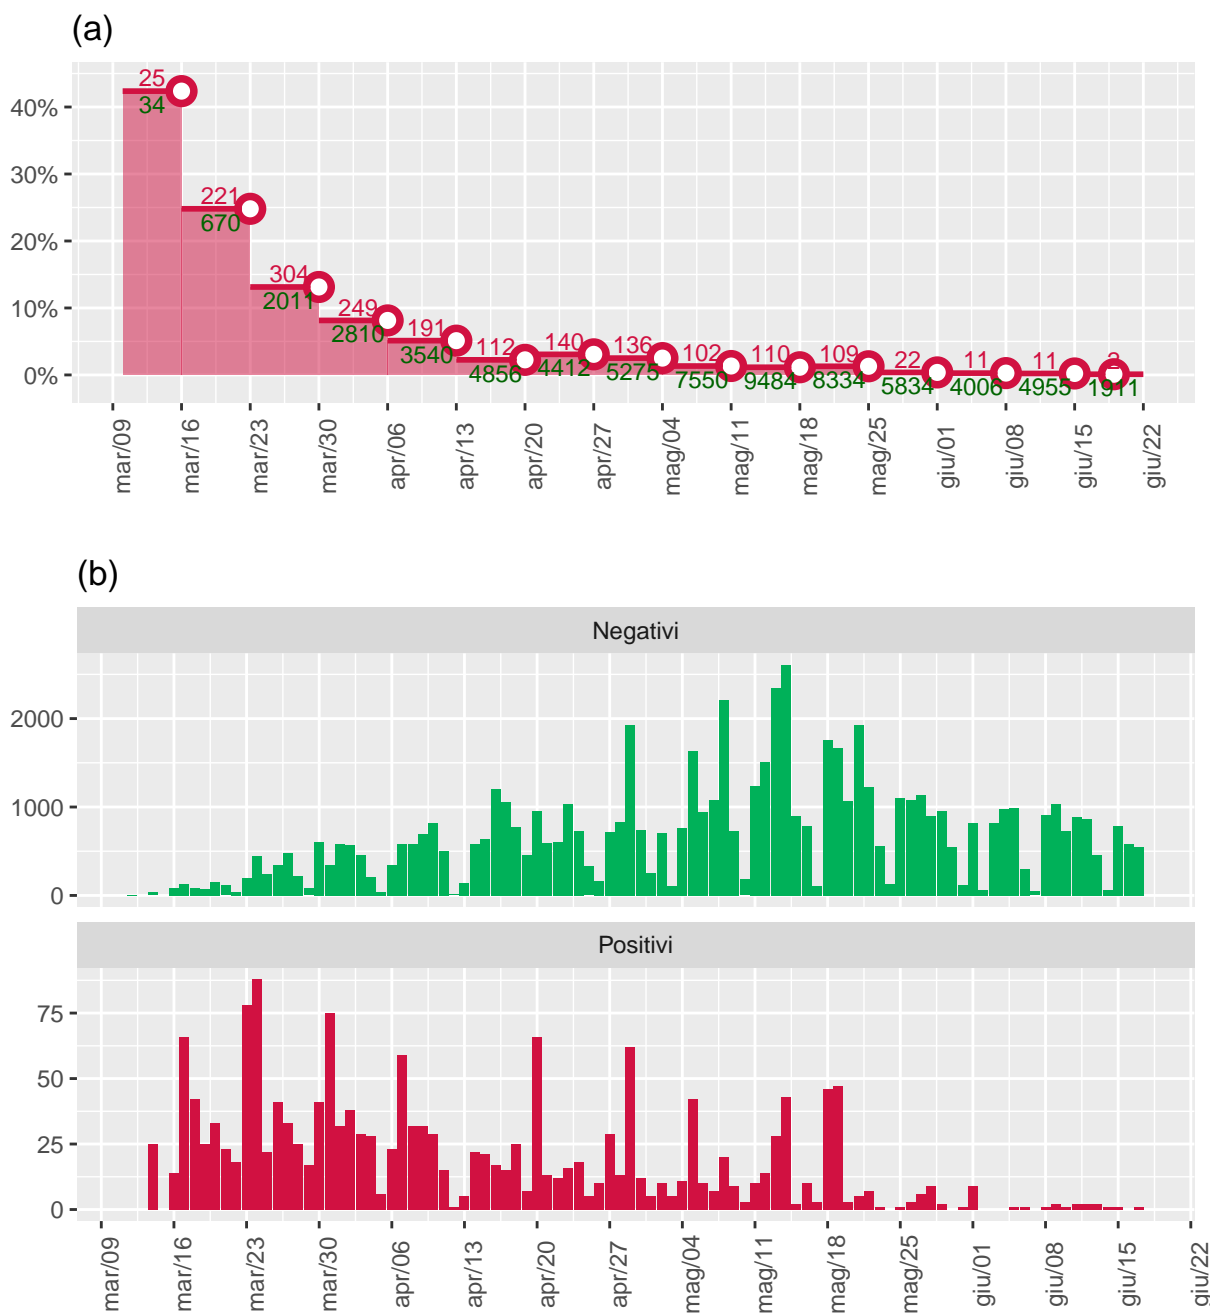 (a)
40%
30%
20%
10%
0%
25
34
221
670
304
2011
249
2810
191
3540
112
4856
140
4412
136
5275
102
7550
110
9484
109
8334
22
5834
11
4006
11
4955
2
1911
mar/09
mar/16
mar/23
mar/30
apr/06
apr/13
apr/20
apr/27
mag/04
mag/11
mag/18
mag/25
giu/01
giu/08
giu/15
giu/22
(b)
Negativi
2000
1000
0
Positivi
75
50
25
0
mar/09
mar/16
mar/23
mar/30
apr/06
apr/13
apr/20
apr/27
mag/04
mag/11
mag/18
mag/25
giu/01
giu/08
giu/15
giu/22